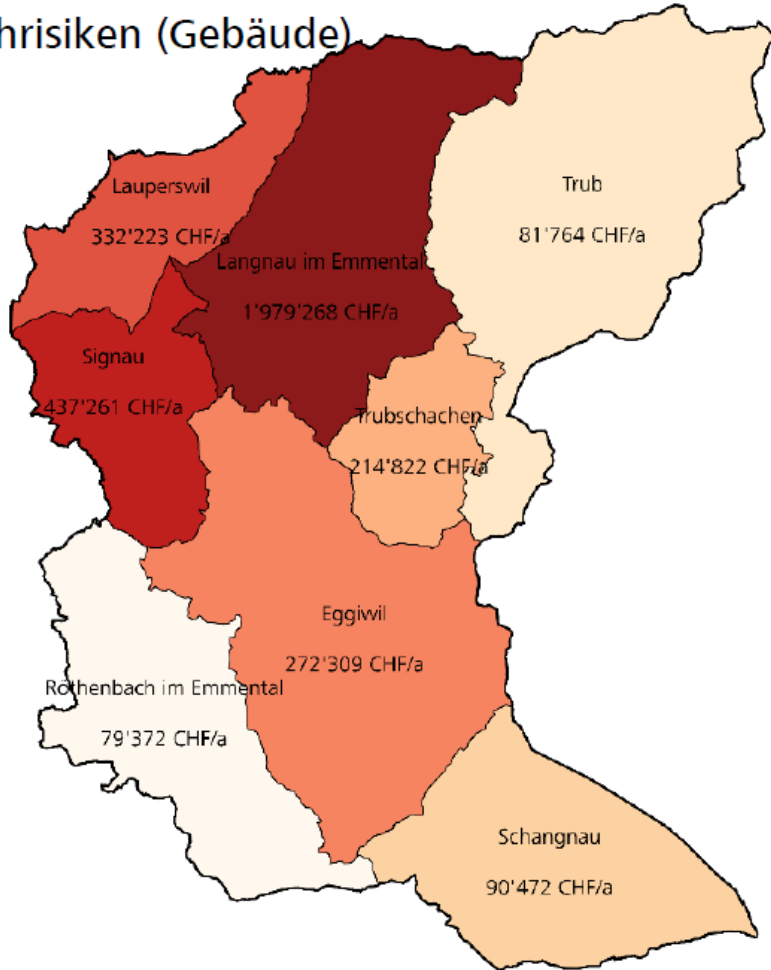 hrisiken (Gebäude)
Lauperswil
332'223 CHF/a
Trub
81'764 CHF/a
Langnau im Emmental
1'979'268 CHF/a
Signau
437'261 CHF/a
Trubschachen
214'822 CHF/a
Eggiwil
272'309 CHF/a
Röthenbach im Emmental
79'372 CHF/a
Schangnau
90'472 CHF/a